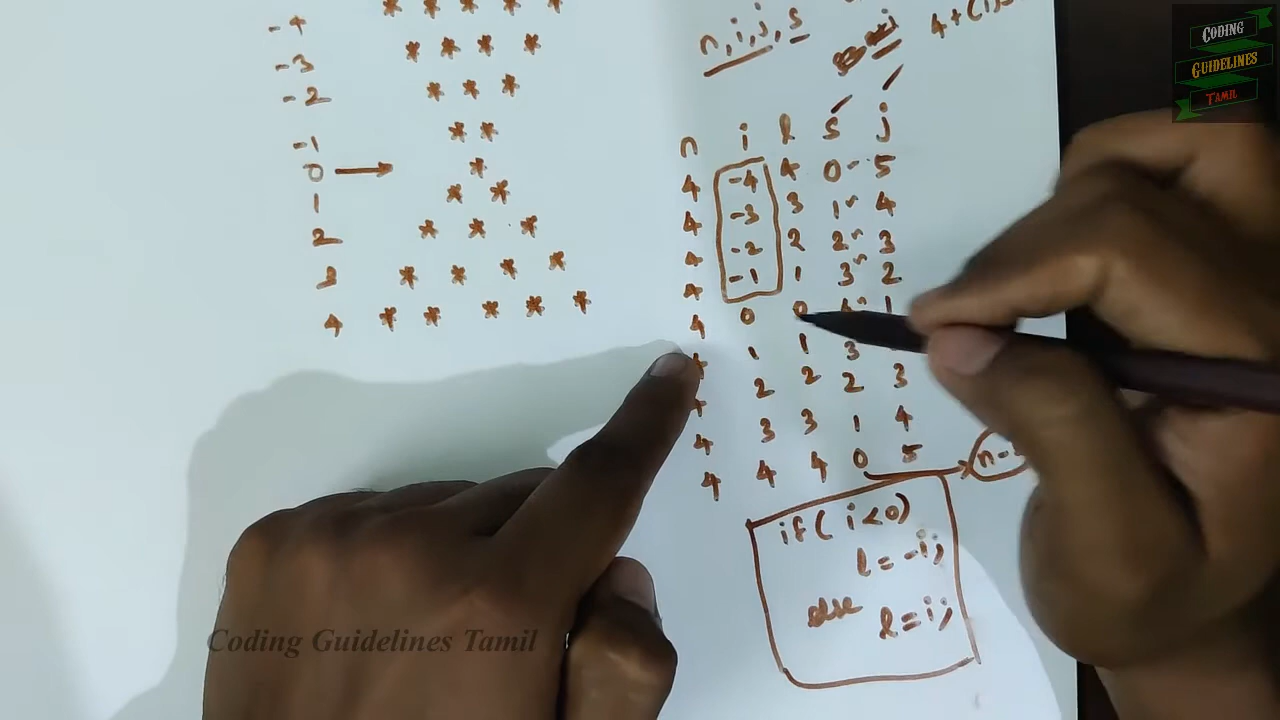 -4 * * * * *
-3 * * * *
-2 * * *
-1 * *
0 → *
1 * *
2 * * *
3 * * * *
4 * * * * *
n, i, j, s
4+(
n i l s j
4 -4 4 0 5
4 -3 3 1 4
4 -2 2 2 3
4 -1 1 3 2
4 0 0 4 1
1 1 3
2 2 2 3
4 3 3 1 4
4 4 4 0 5
n-
if( i<0)
l = -i;
else
l = i;
CODING
GUIDELINES
TAMIL
Coding Guidelines Tamil